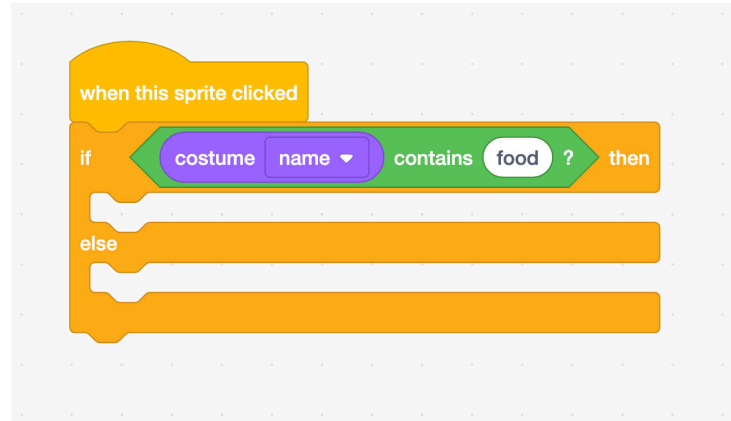 when this sprite clicked
if costume name contains food ? then
else